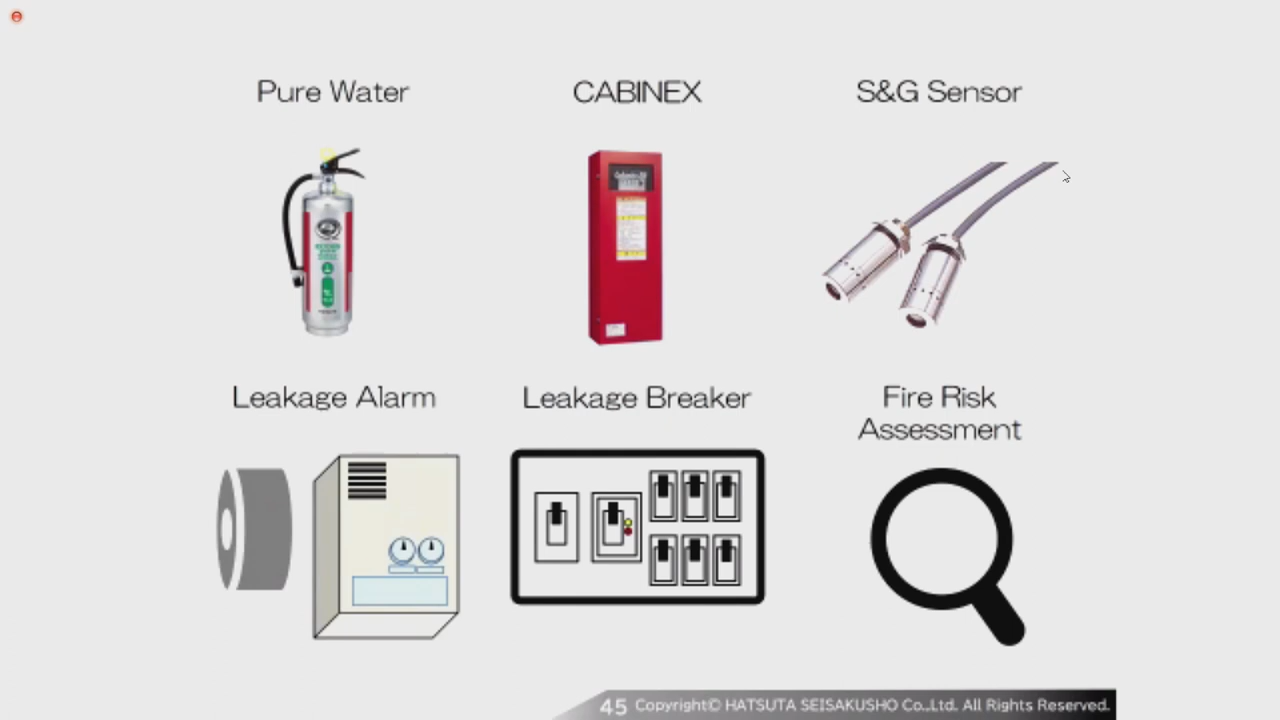 Pure Water
CABINEX
S&G Sensor
Leakage Alarm
Leakage Breaker
Fire Risk
Assessment
45 Copyright© HATSUTA SEISAKUSHO Co.,Ltd. All Rights Reserved.